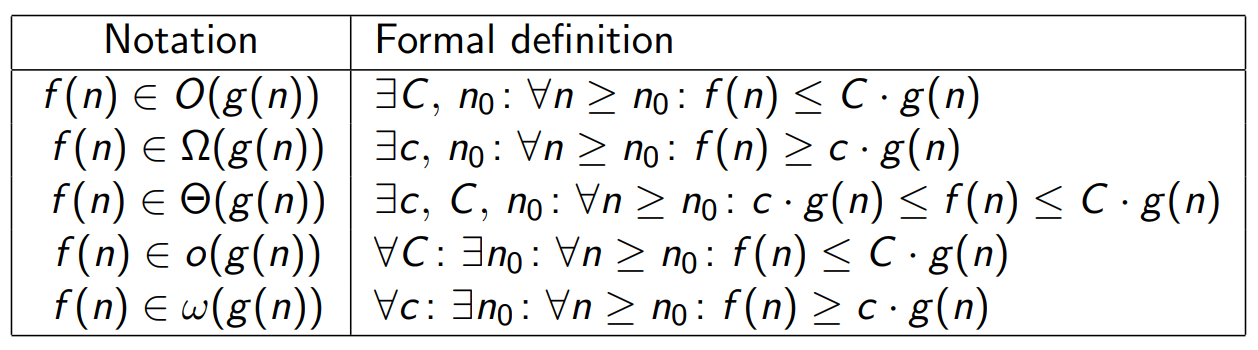 Notation Formal definition
f(n) ∈ O(g(n)) ∃C, n₀: ∀n ≥ n₀: f(n) ≤ C · g(n)
f(n) ∈ Ω(g(n)) ∃c, n₀: ∀n ≥ n₀: f(n) ≥ c · g(n)
f(n) ∈ Θ(g(n)) ∃c, C, n₀: ∀n ≥ n₀: c · g(n) ≤ f(n) ≤ C · g(n)
f(n) ∈ o(g(n)) ∀C: ∃n₀: ∀n ≥ n₀: f(n) ≤ C · g(n)
f(n) ∈ ω(g(n)) ∀c: ∃n₀: ∀n ≥ n₀: f(n) ≥ c · g(n)